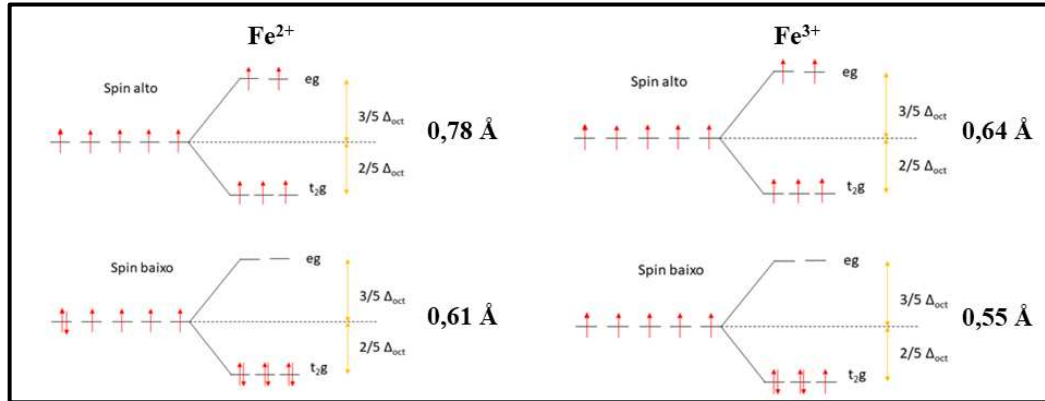 Fe²⁺
Spin alto
eg
3/5 Δoct
2/5 Δoct
t₂g
0,78 Å
Spin baixo
eg
3/5 Δoct
2/5 Δoct
t₂g
0,61 Å
Fe³⁺
Spin alto
eg
3/5 Δoct
2/5 Δoct
t₂g
0,64 Å
Spin baixo
eg
3/5 Δoct
2/5 Δoct
t₂g
0,55 Å